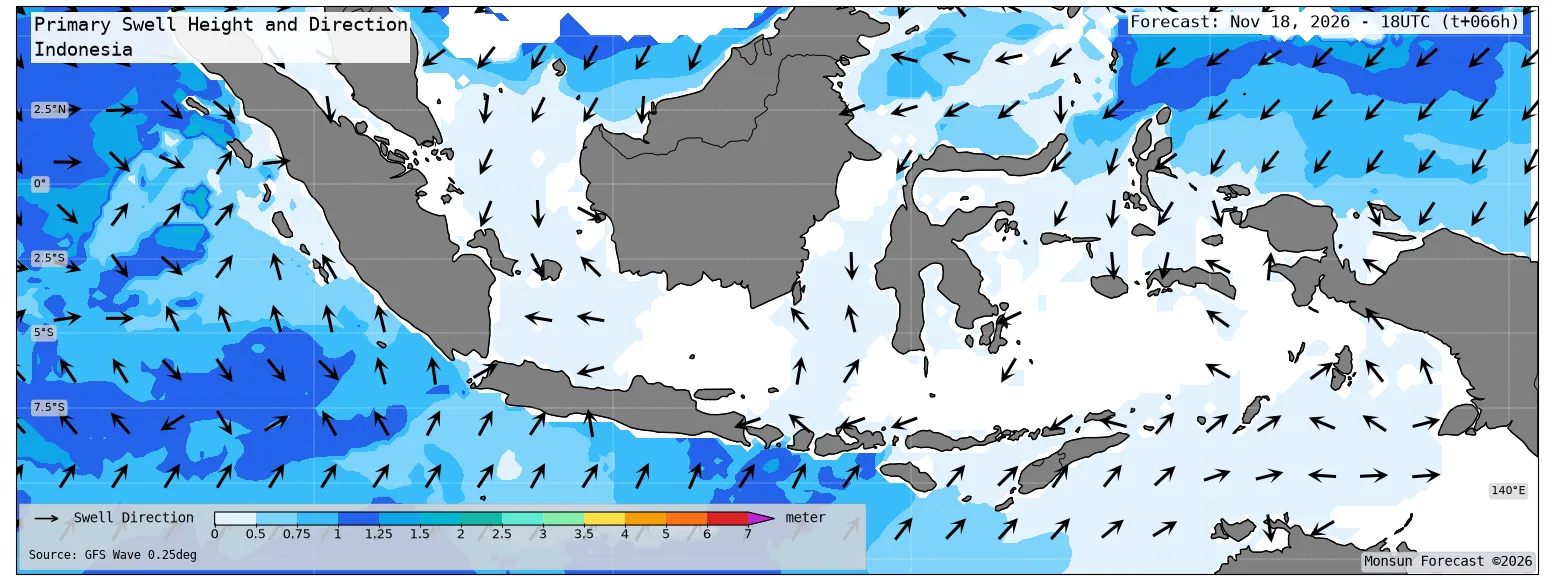 Primary Swell Height and Direction
Indonesia
Forecast: Nov 18, 2026 - 18UTC (t+066h)
2.5°N
0°
2.5°S
5°S
7.5°S
140°E
Swell Direction
0 0.5 0.75 1 1.25 1.5 2 2.5 3 3.5 4 5 6 7
meter
Source: GFS Wave 0.25deg
Monsun Forecast ©2026